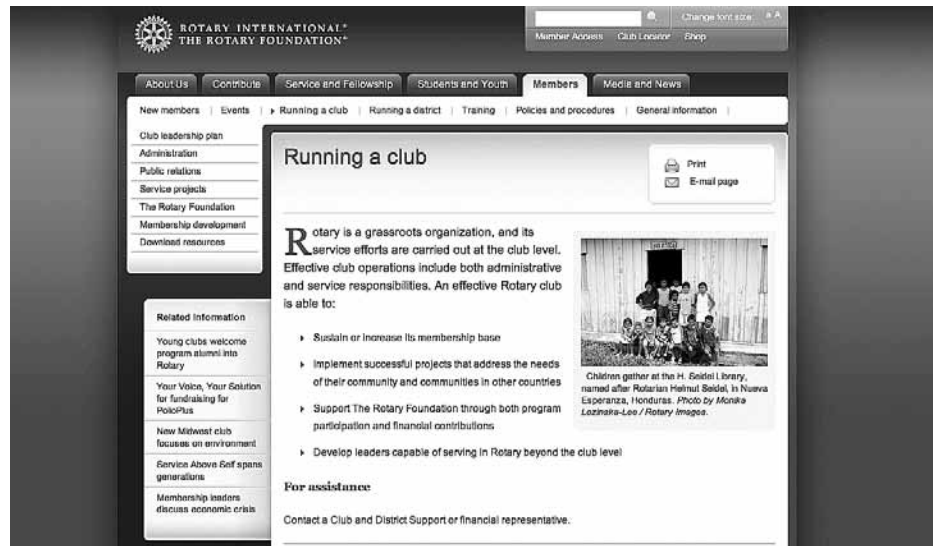 ROTARY INTERNATIONAL®
THE ROTARY FOUNDATION®
Change font size: a A
Member Access Club Locator Shop
About Us Contribute Service and Fellowship Students and Youth Members Media and News
New members | Events | Running a club | Running a district | Training | Policies and procedures | General information |
Club leadership plan
Administration
Public relations
Service projects
The Rotary Foundation
Membership development
Download resources
Running a club
Print
E-mail page
Rotary is a grassroots organization, and its
service efforts are carried out at the club level.
Effective club operations include both administrative
and service responsibilities. An effective Rotary club
is able to:
Sustain or increase its membership base
Implement successful projects that address the needs
of their community and communities in other countries
Support The Rotary Foundation through both program
participation and financial contributions
Develop leaders capable of serving in Rotary beyond the club level
Children gather at the H. Seidel Library,
named after Rotarian Helmut Seidel, in Nueva
Esperanza, Honduras. Photo by Monika
Lozinska-Lee / Rotary Images.
For assistance
Contact a Club and District Support or financial representative.
Related Information
Young clubs welcome
program alumni into
Rotary
Your Voice, Your Solution
for fundraising for
PolioPlus
New Midwest club
focuses on environment
Service Above Self spans
generations
Membership leaders
discuss economic crisis